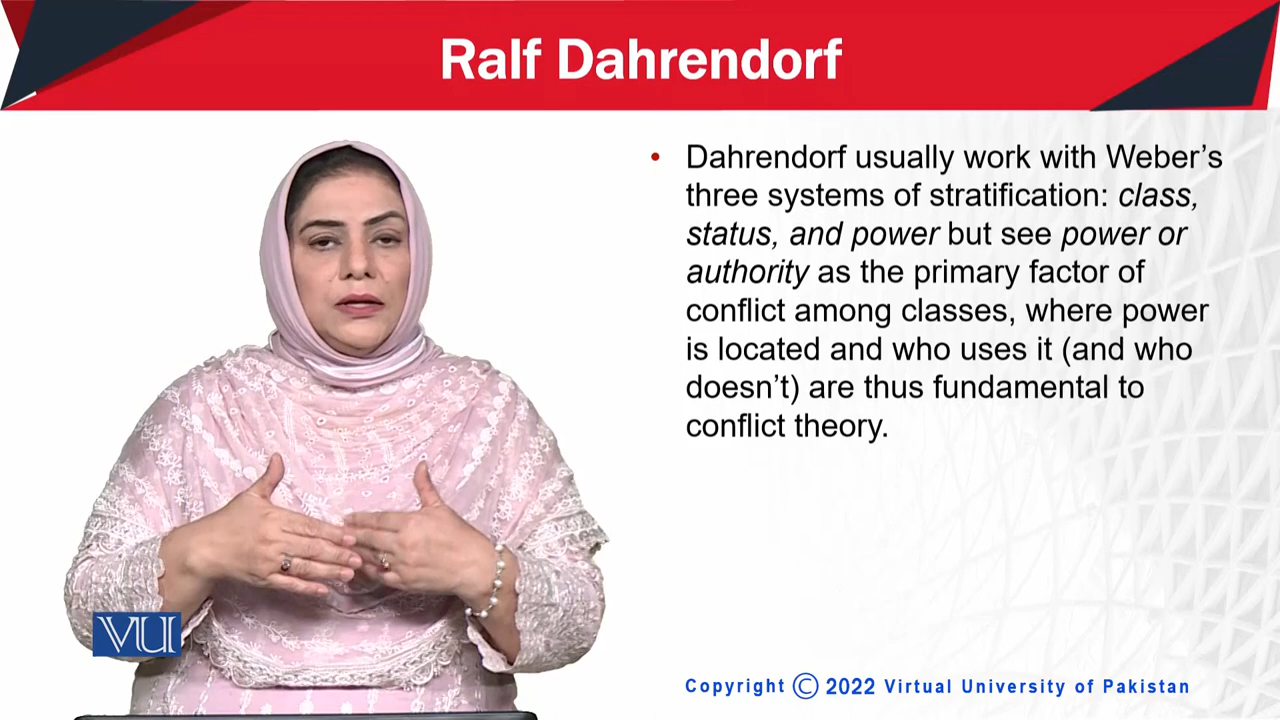 Ralf Dahrendorf
• Dahrendorf usually work with Weber’s
three systems of stratification: class,
status, and power but see power or
authority as the primary factor of
conflict among classes, where power
is located and who uses it (and who
doesn’t) are thus fundamental to
conflict theory.
VU
Copyright © 2022 Virtual University of Pakistan